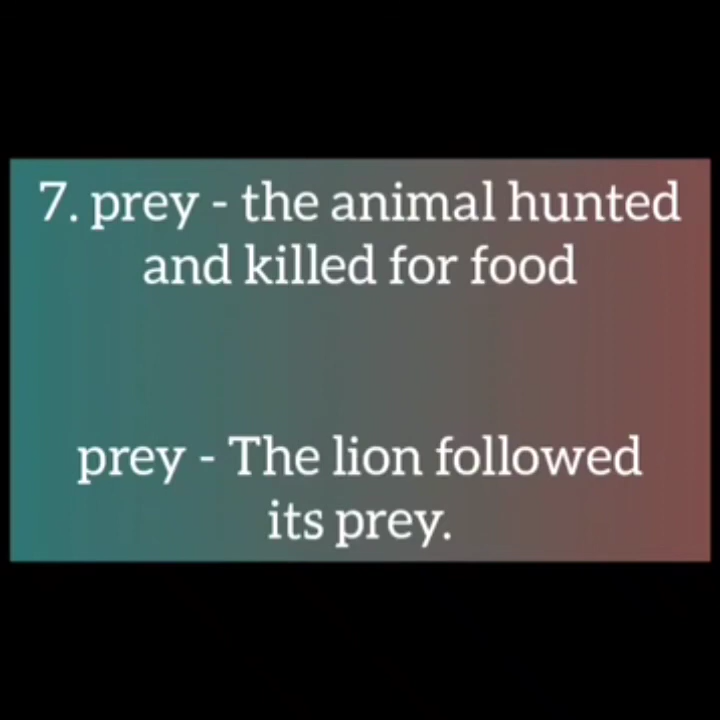 7. prey - the animal hunted
and killed for food
prey - The lion followed
its prey.